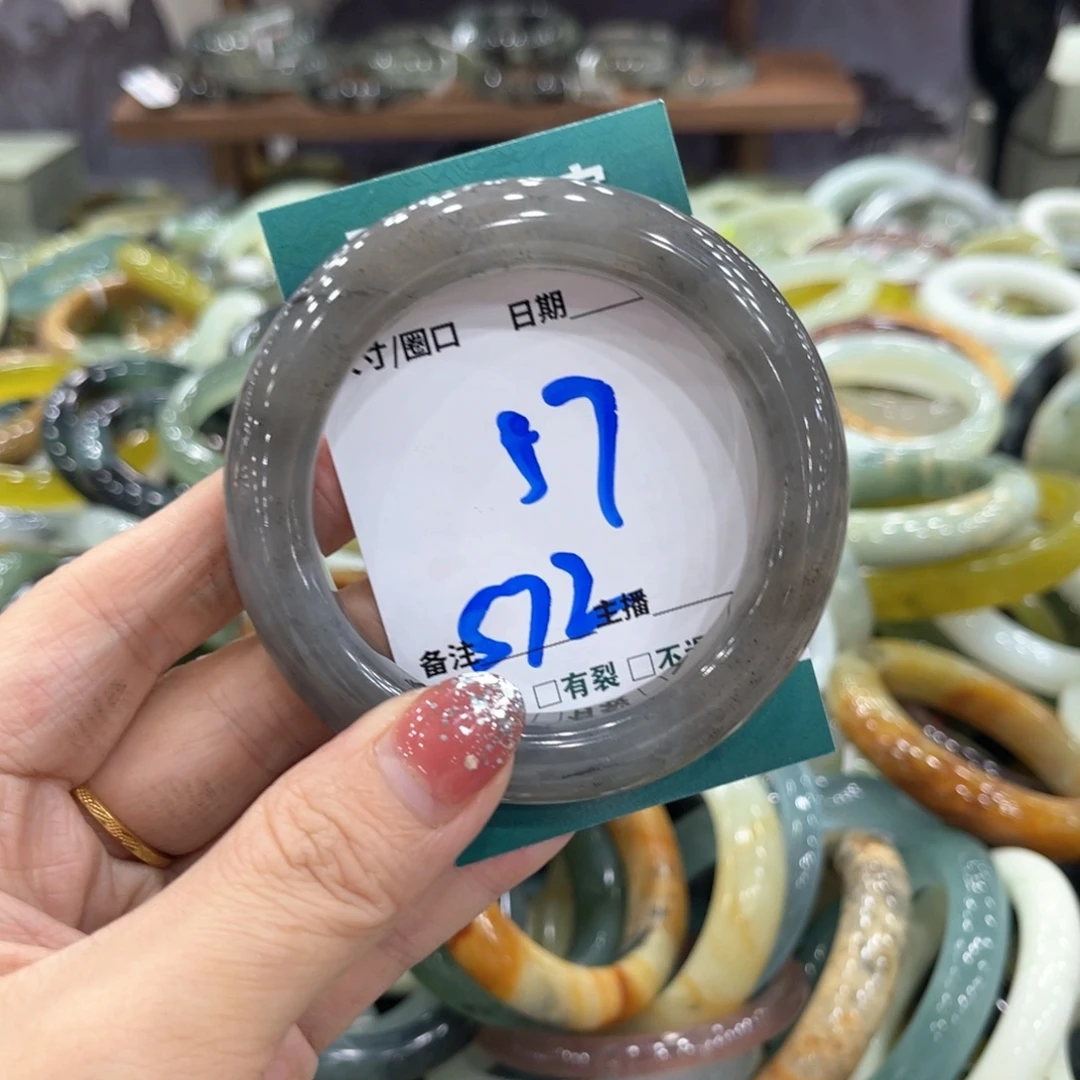 寸/圈口 日期
57
572
备注 主播
□有裂 □不